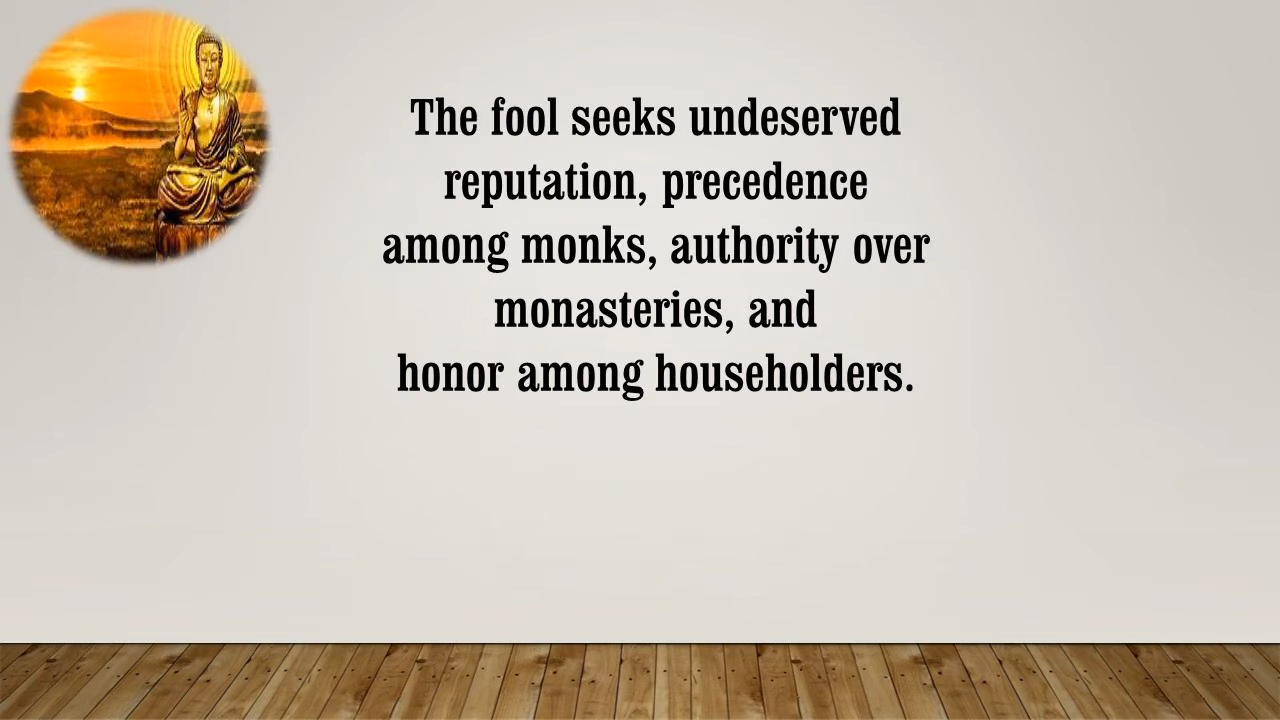 The fool seeks undeserved
reputation, precedence
among monks, authority over
monasteries, and
honor among householders.